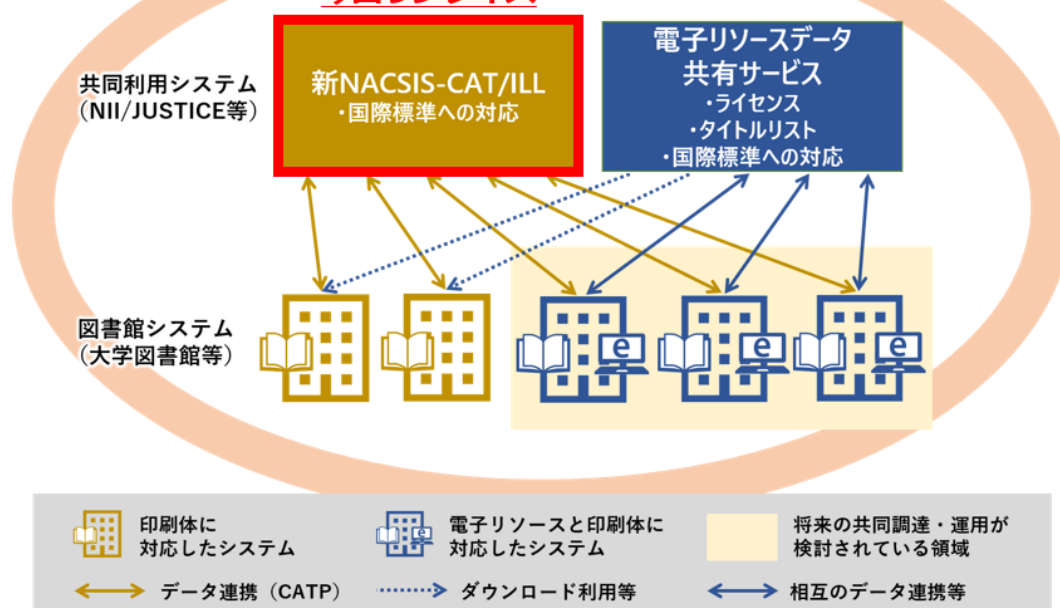 共同利用システム
(NII/JUSTICE等)
新NACSIS-CAT/ILL
・国際標準への対応
電子リソースデータ
共有サービス
・ライセンス
・タイトルリスト
・国際標準への対応
図書館システム
(大学図書館等)
e
e
e
印刷体に
対応したシステム
e
電子リソースと印刷体に
対応したシステム
将来の共同調達・運用が
検討されている領域
データ連携（CATP）
ダウンロード利用等
相互のデータ連携等